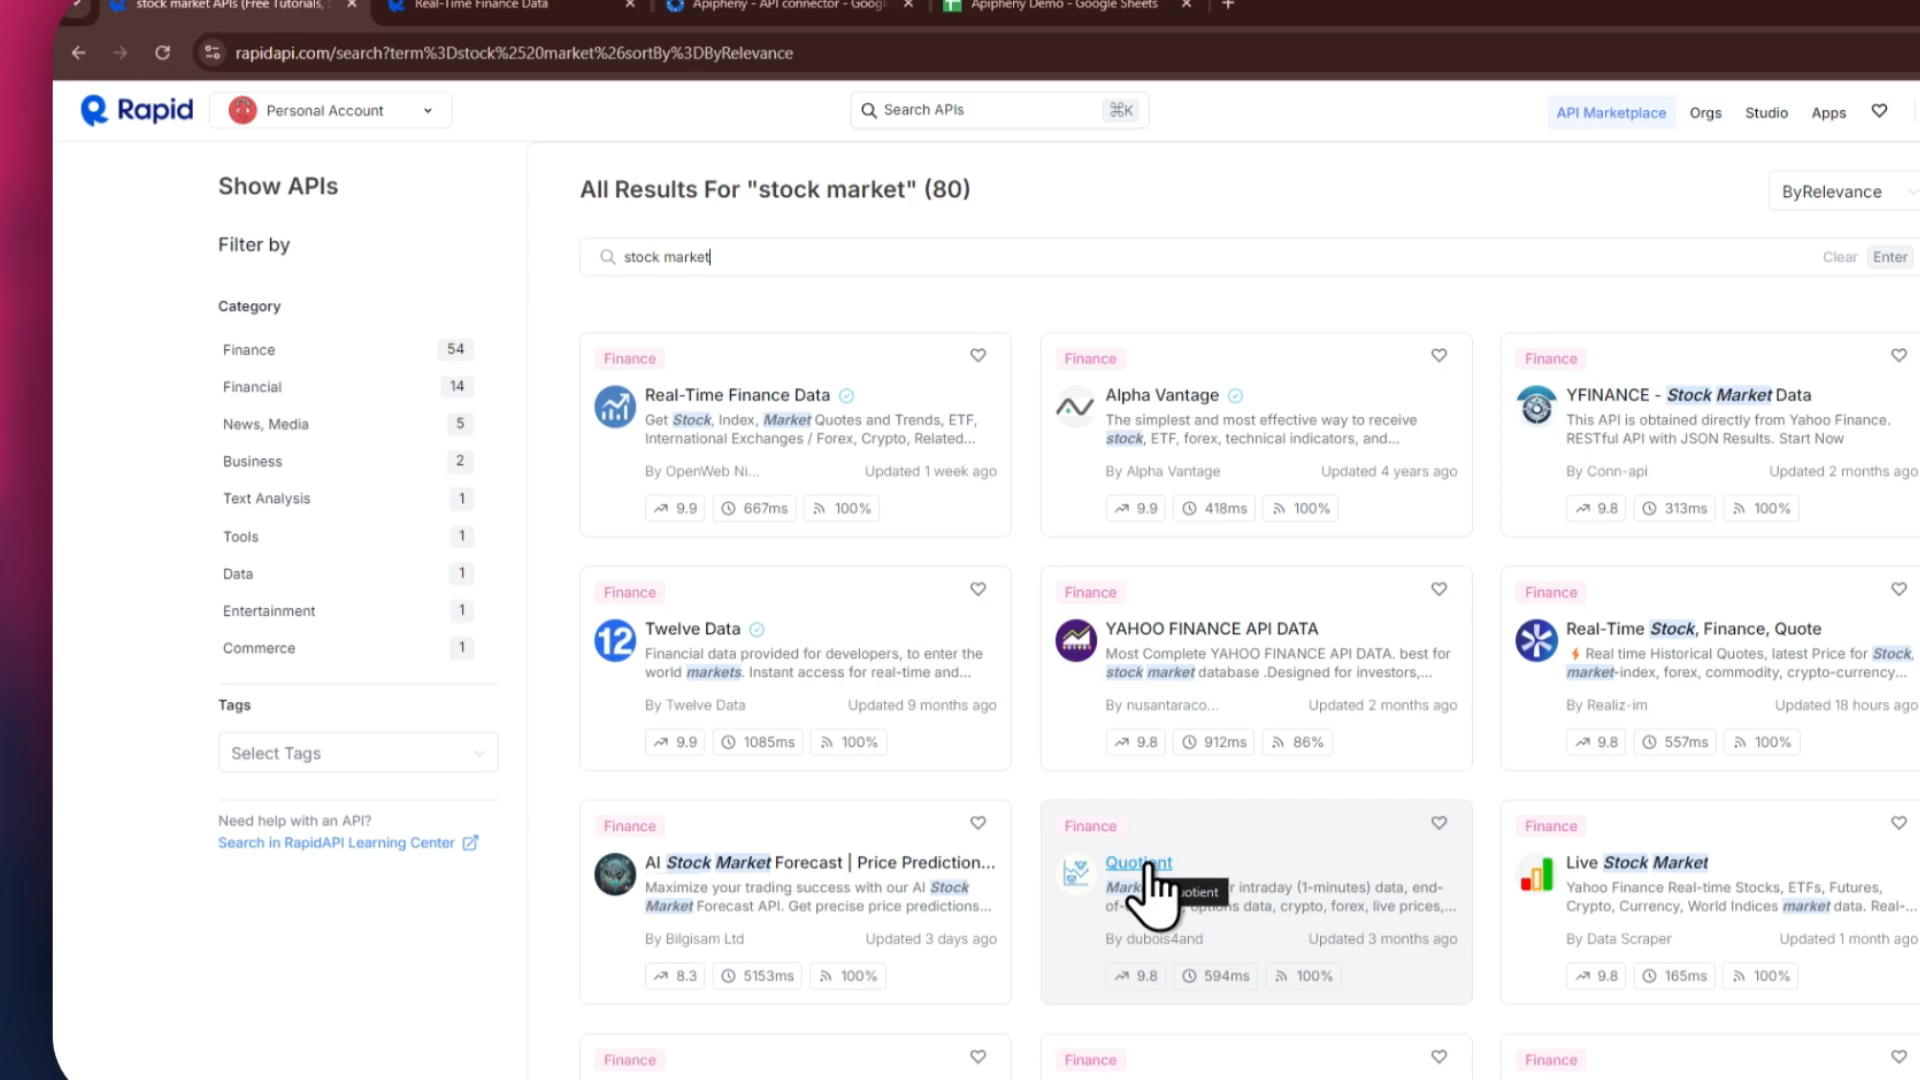 stock market APIs (Free Tutorials,
Real-Time Finance Data
Apipheny - API connector - Googl
Apipheny Demo - Google Sheets
rapidapi.com/search?term%3Dstock%2520market%26sortBy%3DByRelevance
Rapid
Personal Account
Search APIs
⌘K
API Marketplace
Orgs
Studio
Apps
Show APIs
Filter by
Category
Finance 54
Financial 14
News, Media 5
Business 2
Text Analysis 1
Tools 1
Data 1
Entertainment 1
Commerce 1
Tags
Select Tags
Need help with an API?
Search in RapidAPI Learning Center
All Results For "stock market" (80)
ByRelevance
stock market
Clear
Enter
Finance
Real-Time Finance Data
Get Stock, Index, Market Quotes and Trends, ETF,
International Exchanges / Forex, Crypto, Related...
By OpenWeb Ni...
Updated 1 week ago
9.9
667ms
100%
Finance
Alpha Vantage
The simplest and most effective way to receive
stock, ETF, forex, technical indicators, and...
By Alpha Vantage
Updated 4 years ago
9.9
418ms
100%
Finance
YFINANCE - Stock Market Data
This API is obtained directly from Yahoo Finance.
RESTful API with JSON Results. Start Now
By Conn-api
Updated 2 months ago
9.8
313ms
100%
Finance
12
Twelve Data
Financial data provided for developers, to enter the
world markets. Instant access for real-time and...
By Twelve Data
Updated 9 months ago
9.9
1085ms
100%
Finance
YAHOO FINANCE API DATA
Most Complete YAHOO FINANCE API DATA. best for
stock market database .Designed for investors,...
By nusantaraco...
Updated 2 months ago
9.8
912ms
86%
Finance
Real-Time Stock, Finance, Quote
Real time Historical Quotes, latest Price for Stock,
market-index, forex, commodity, crypto-currency...
By Realiz-im
Updated 18 hours ago
9.8
557ms
100%
Finance
AI Stock Market Forecast | Price Prediction...
Maximize your trading success with our AI Stock
Market Forecast API. Get precise price predictions...
By Bilgisam Ltd
Updated 3 days ago
8.3
5153ms
100%
Finance
Quotient
intraday (1-minutes) data, end-
data, crypto, forex, live prices,...
By dubois4and
Updated 3 months ago
9.8
594ms
100%
Finance
Live Stock Market
Yahoo Finance Real-time Stocks, ETFs, Futures,
Crypto, Currency, World Indices market data. Real-...
By Data Scraper
Updated 1 month ago
9.8
165ms
100%
Finance
Finance
Finance